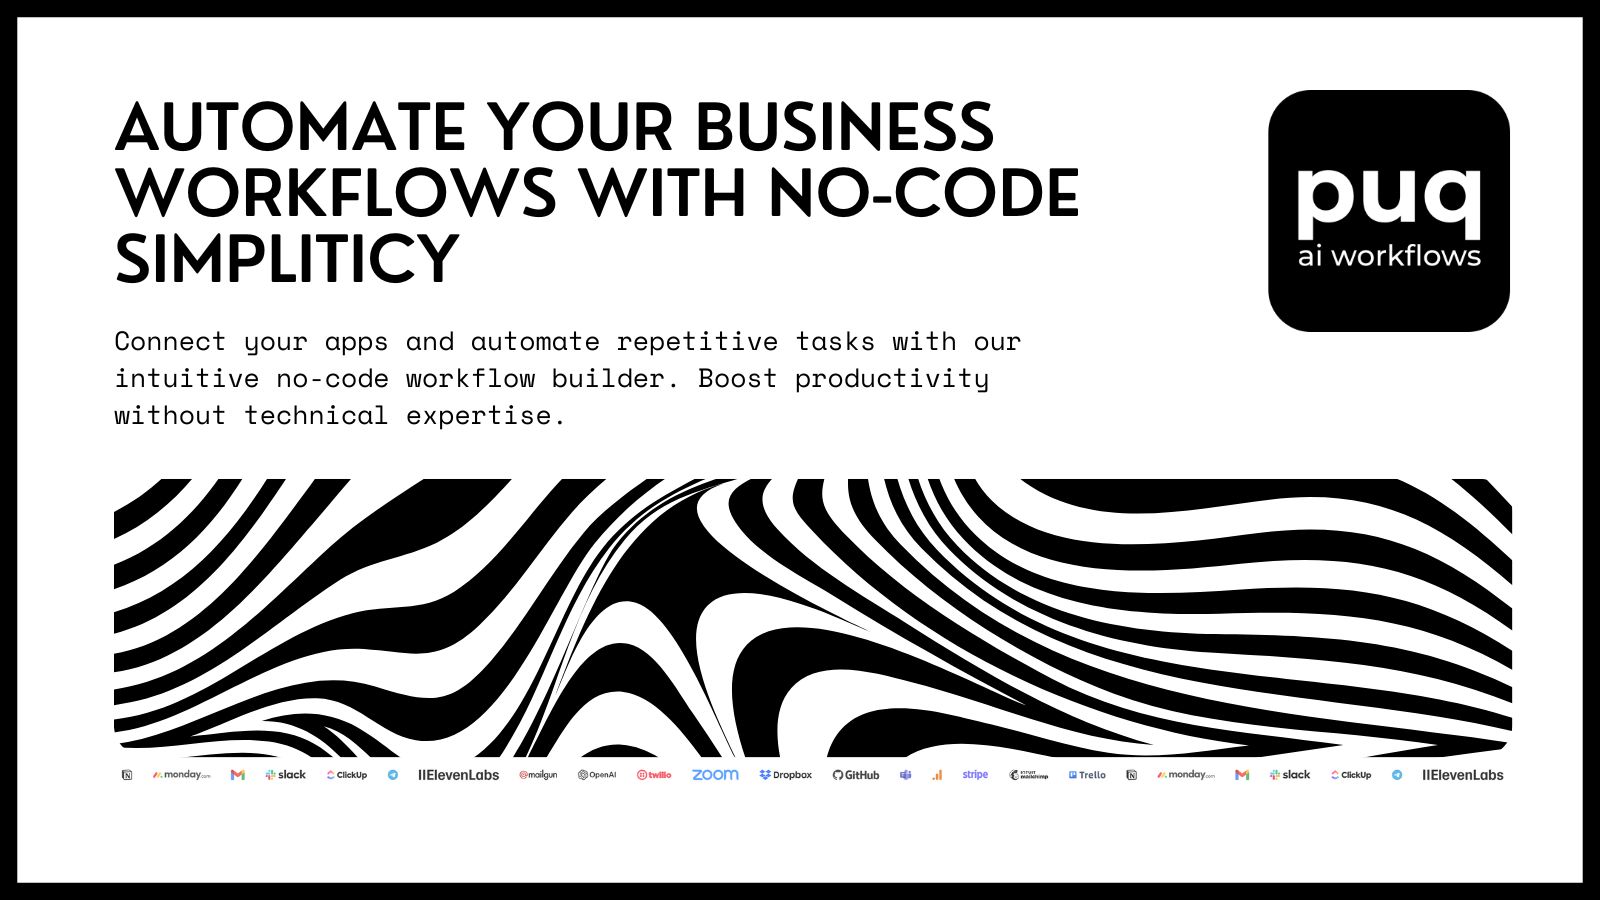 AUTOMATE YOUR BUSINESS
WORKFLOWS WITH NO-CODE
SIMPLITICY
puq
ai workflows
Connect your apps and automate repetitive tasks with our
intuitive no-code workflow builder. Boost productivity
without technical expertise.
monday.com slack ClickUp IIElevenLabs mailgun OpenAI twilio zoom Dropbox GitHub stripe intuit mailchimp Trello monday.com slack ClickUp IIElevenLabs